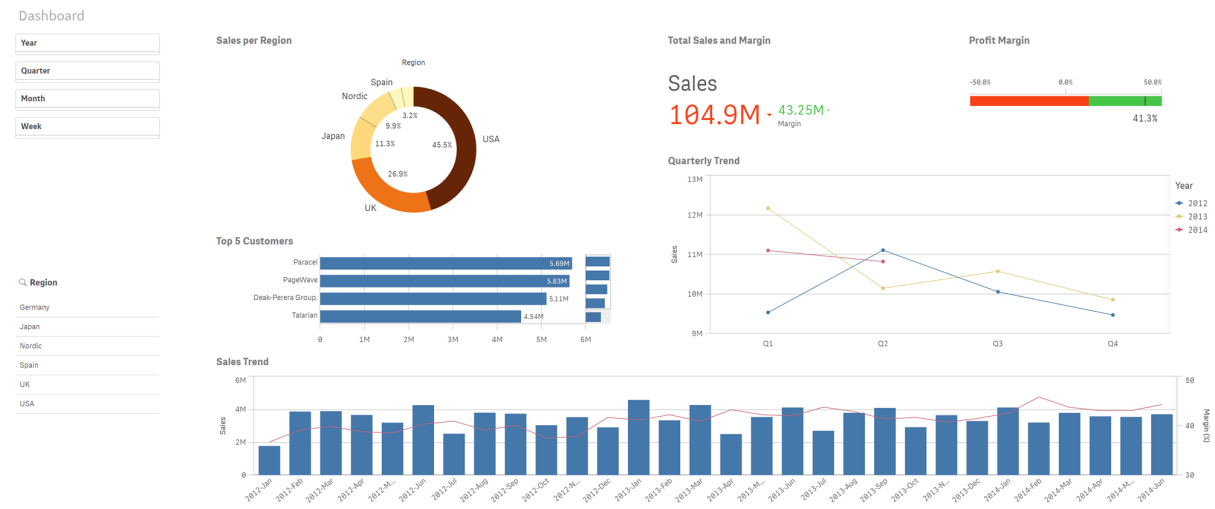 Dashboard
Year
Quarter
Month
Week
Region
Germany
Japan
Nordic
Spain
UK
USA
Sales per Region
Region
Spain
Nordic
Japan
UK
USA
3.2%
9.9%
11.3%
26.9%
45.5%
Top 5 Customers
Paracel
5.69M
PageWave
5.63M
Deak-Perera Group.
5.11M
Talarian
4.54M
0 1M 2M 3M 4M 5M 6M
Total Sales and Margin
Sales
104.9M
43.25M
Margin
Profit Margin
-50.0% 0.0% 50.0%
41.3%
Quarterly Trend
13M
12M
11M
10M
9M
Sales
Q1 Q2 Q3 Q4
Year
2012
2013
2014
Sales Trend
6M
4M
2M
0
Sales
50
40
30
Margin (%)
2012-Jan 2012-Feb 2012-Mar 2012-Apr 2012-M... 2012-Jun 2012-Jul 2012-Aug 2012-Sep 2012-Oct 2012-N... 2012-Dec 2013-Jan 2013-Feb 2013-Mar 2013-Apr 2013-M... 2013-Jun 2013-Jul 2013-Aug 2013-Sep 2013-Oct 2013-N... 2013-Dec 2014-Jan 2014-Feb 2014-Mar 2014-Apr 2014-M... 2014-Jun